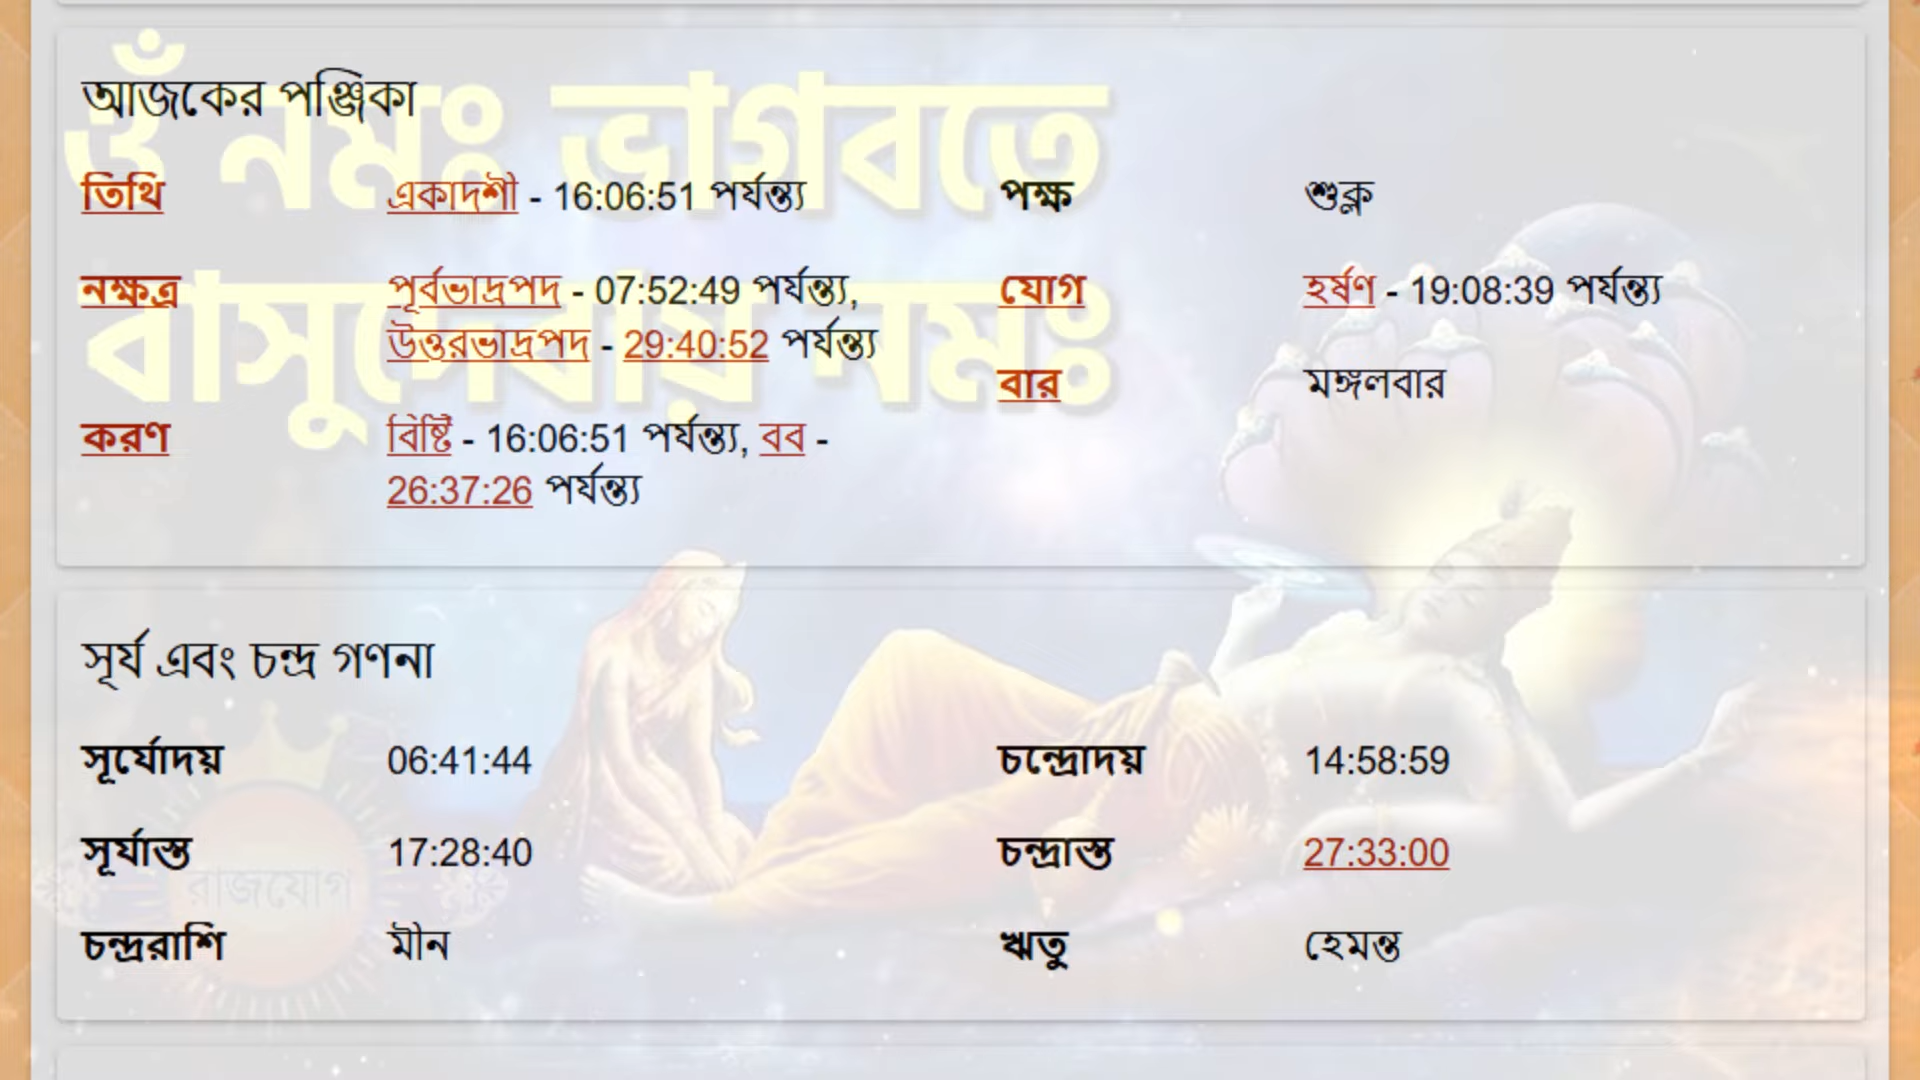 আজকের পঞ্জিকা
ওঁ নমঃ ভাগবতে
বাসুদেবায় নমঃ
তিথি একাদশী - 16:06:51 পর্যন্ত্য পক্ষ শুক্ল
নক্ষত্র পূর্বভাদ্রপদ - 07:52:49 পর্যন্ত্য, যোগ হর্ষণ - 19:08:39 পর্যন্ত্য
উত্তরভাদ্রপদ - 29:40:52 পর্যন্ত্য
বার মঙ্গলবার
করণ বিষ্টি - 16:06:51 পর্যন্ত্য, বব -
26:37:26 পর্যন্ত্য
সূর্য এবং চন্দ্র গণনা
সূর্যোদয় 06:41:44 চন্দ্রোদয় 14:58:59
সূর্যাস্ত 17:28:40 চন্দ্রাস্ত 27:33:00
রাজযোগ
চন্দ্ররাশি মীন ঋতু হেমন্ত